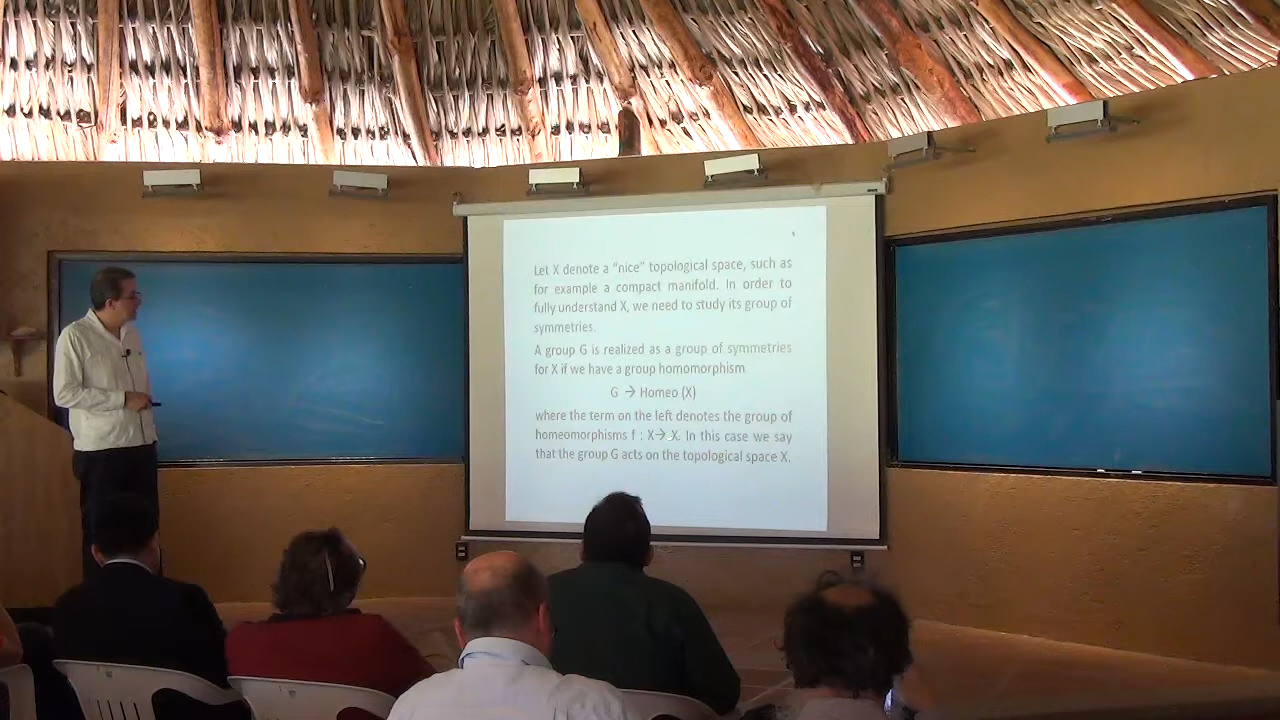 Let X denote a “nice” topological space, such as
for example a compact manifold. In order to
fully understand X, we need to study its group of
symmetries.
A group G is realized as a group of symmetries
for X if we have a group homomorphism
G → Homeo (X)
where the term on the left denotes the group of
homeomorphisms f : X→ X. In this case we say
that the group G acts on the topological space X.